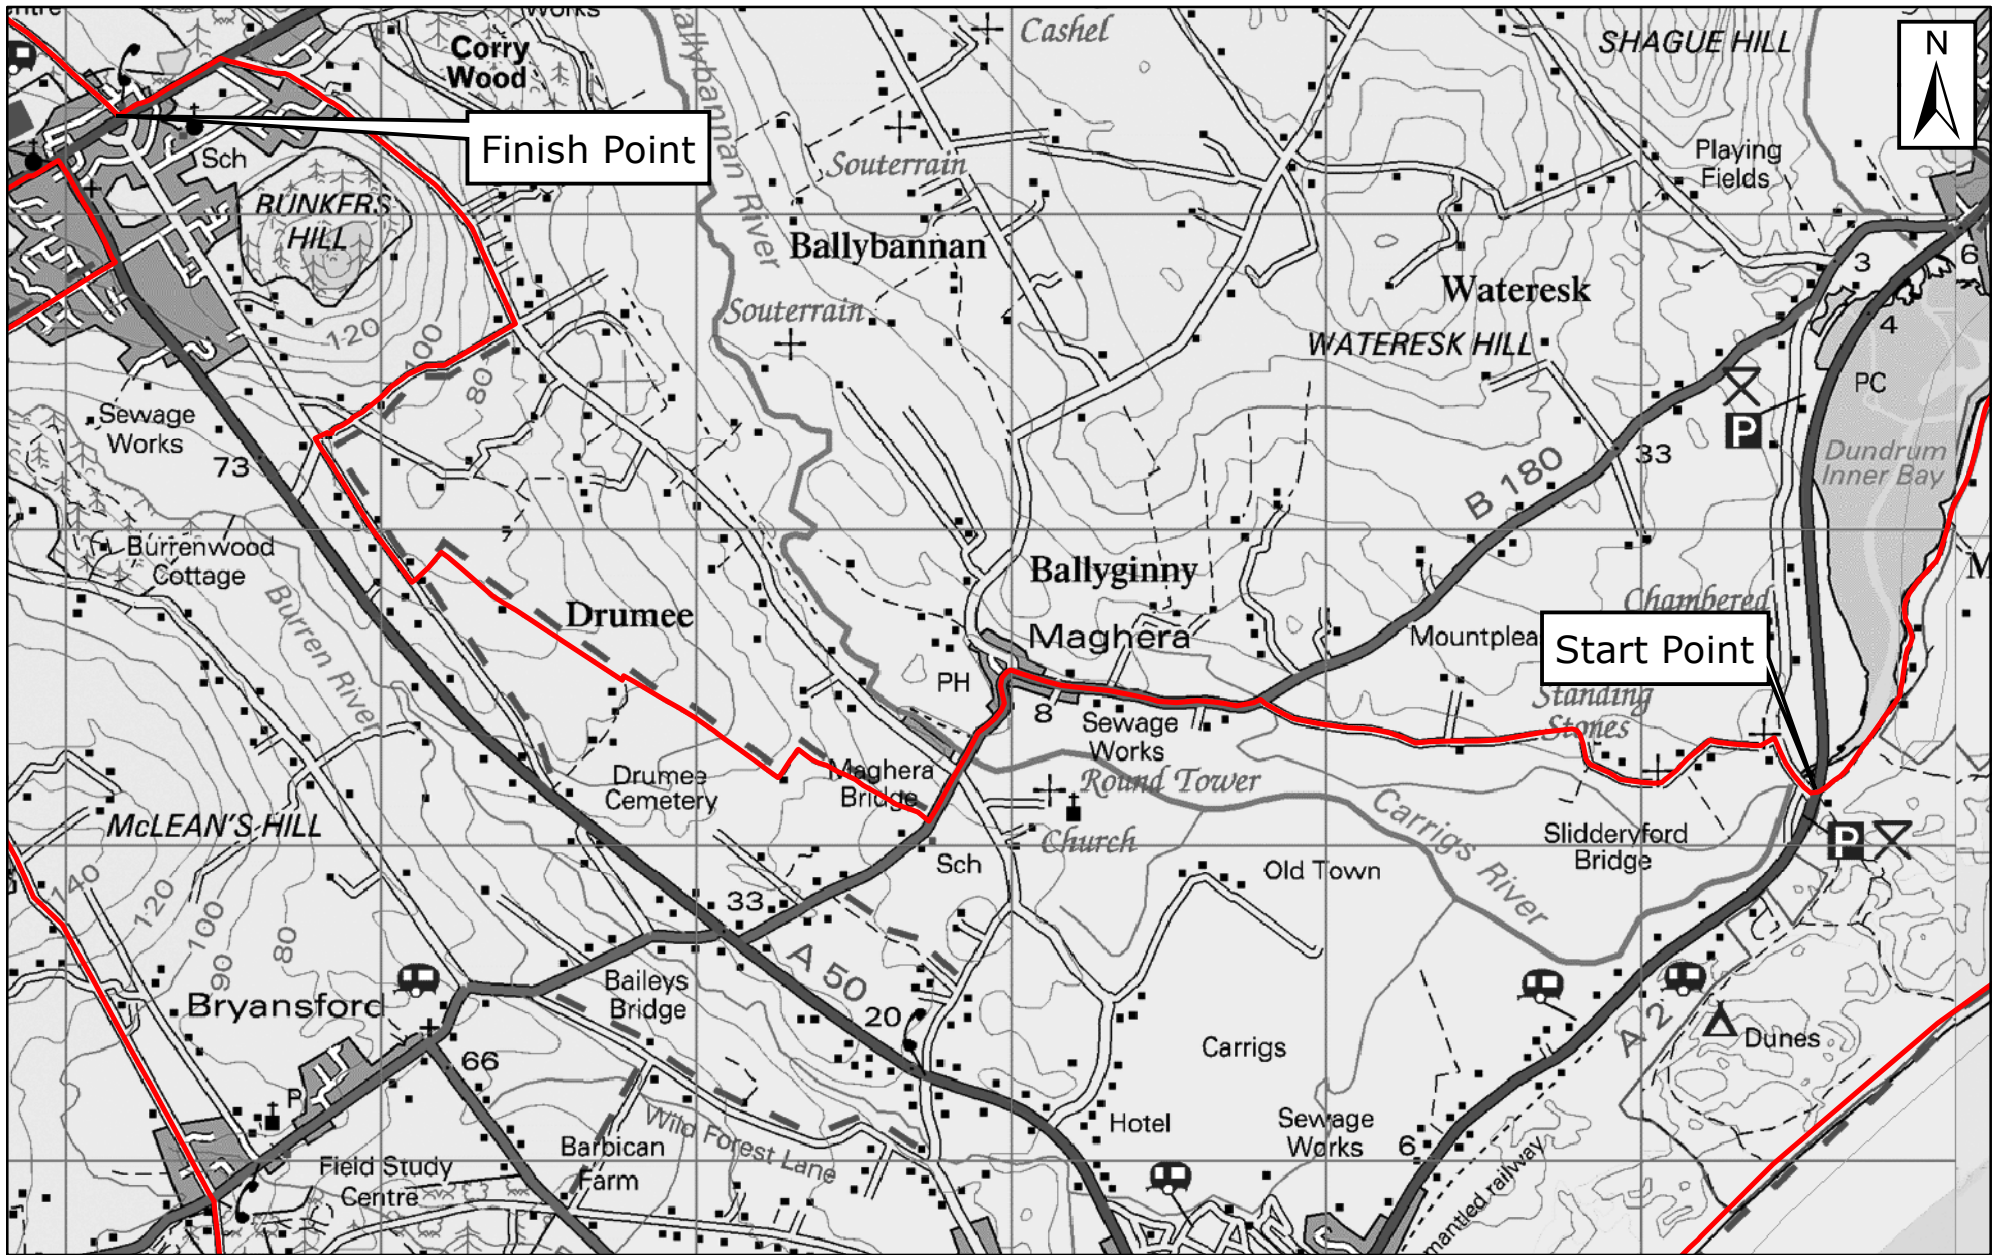 Works
Corry
Wood
Cashel
SHAGUE HILL
N
Finish Point
Sch
Ballybannan River
Souterrain
Playing
Fields
BUNKERS
HILL
Ballybannan
Souterrain
Wateresk
WATERESK HILL
3
6
4
120
100
80
PC
Sewage
Works
73
P
33
Dundrum
Inner Bay
B 180
Burrenwood
Cottage
7
Burren River
Drumee
Ballyginny
Maghera
PH
8
Sewage
Works
Chambered
Mountplea
Start Point
Standing
Stones
Drumee
Cemetery
Maghera
Bridge
Round Tower
Church
Carrigs River
Slidderyford
Bridge
P
McLEAN'S HILL
140
120
100
90
80
Sch
Old Town
33
A 50
20
Bryansford
Baileys
Bridge
66
P
Carrigs
A 2
Dunes
Hotel
Sewage
Works
6
Wild Forest Lane
Barbican
Farm
Field Study
Centre
mantled railway